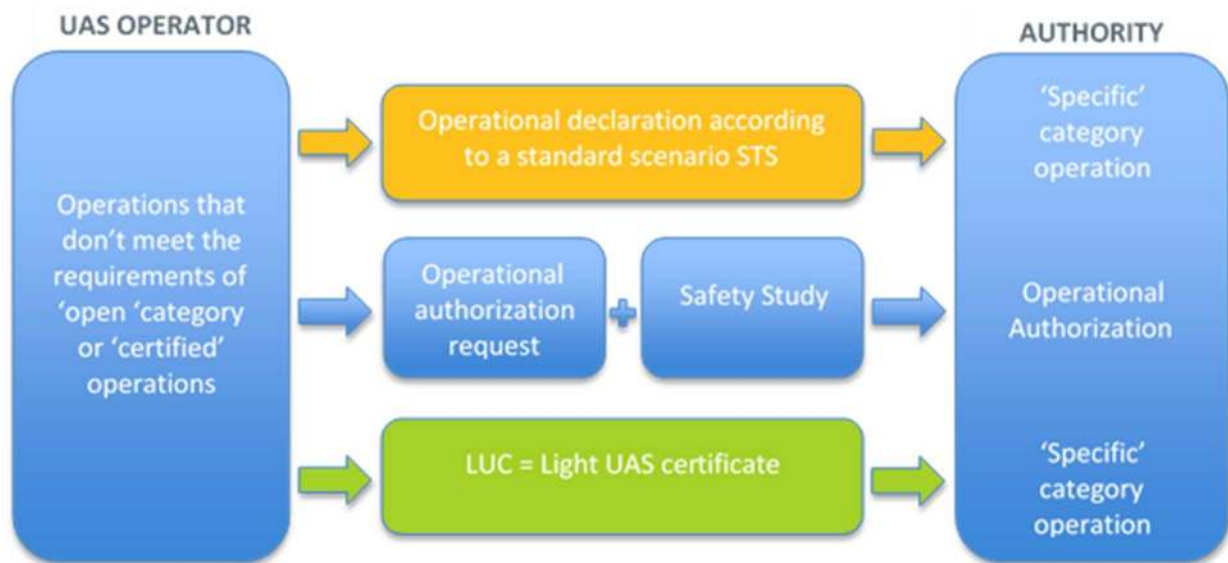 UAS OPERATOR
Operations that
don't meet the
requirements of
'open 'category
or 'certified'
operations
Operational declaration according
to a standard scenario STS
Operational
authorization
request
+
Safety Study
LUC = Light UAS certificate
AUTHORITY
'Specific'
category
operation
Operational
Authorization
'Specific'
category
operation